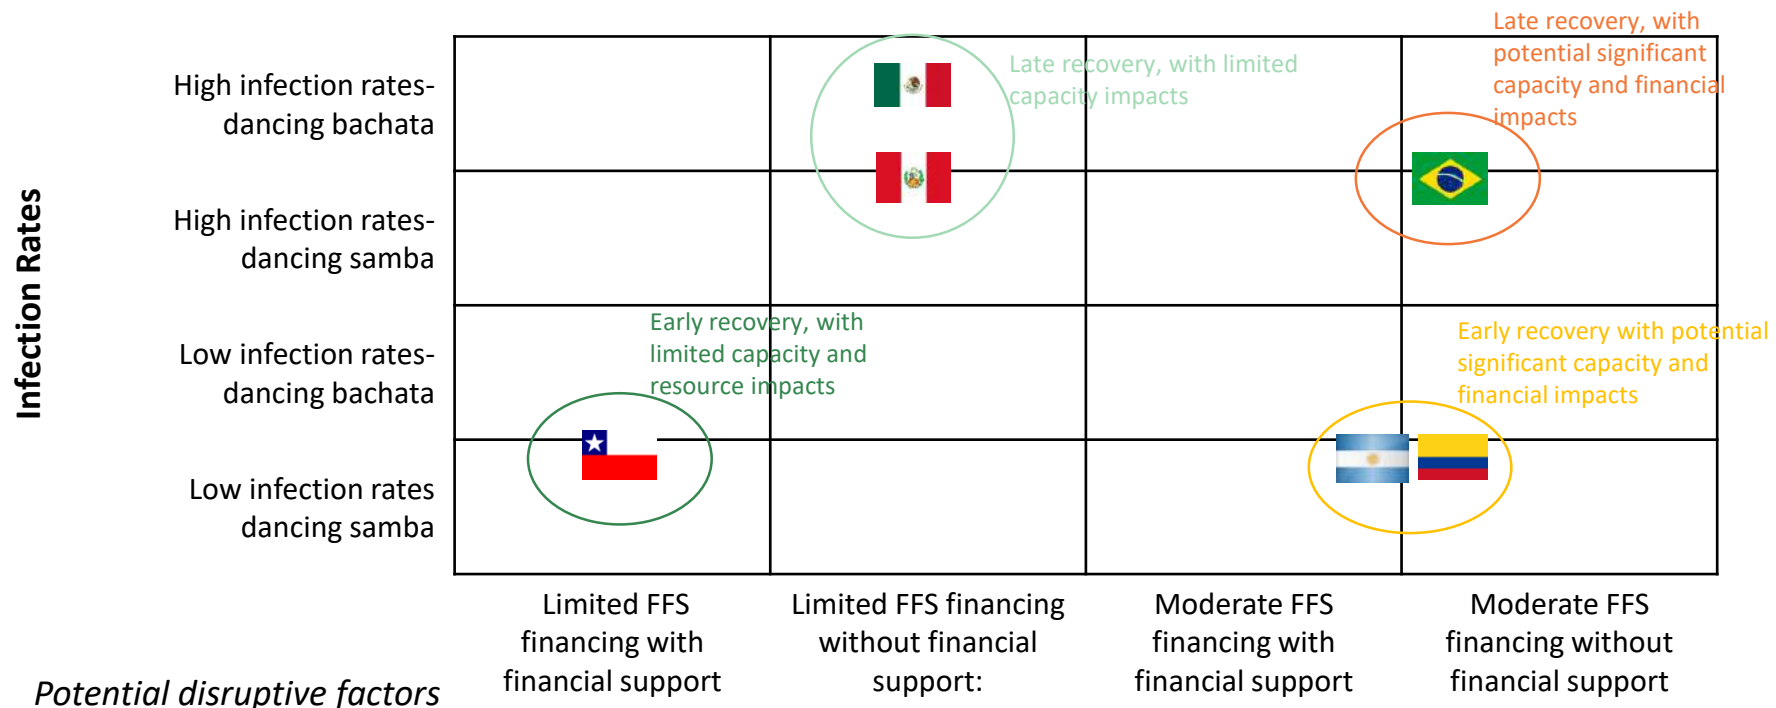 Late recovery, with
potential significant
capacity and financial
impacts
Late recovery, with limited
capacity impacts
High infection rates-
dancing bachata
High infection rates-
dancing samba
Infection Rates
Early recovery, with
limited capacity and
resource impacts
Early recovery with potential
significant capacity and
financial impacts
Low infection rates-
dancing bachata
Low infection rates
dancing samba
Limited FFS
financing with
financial support
Limited FFS financing
without financial
support:
Moderate FFS
financing with
financial support
Moderate FFS
financing without
financial support
Potential disruptive factors